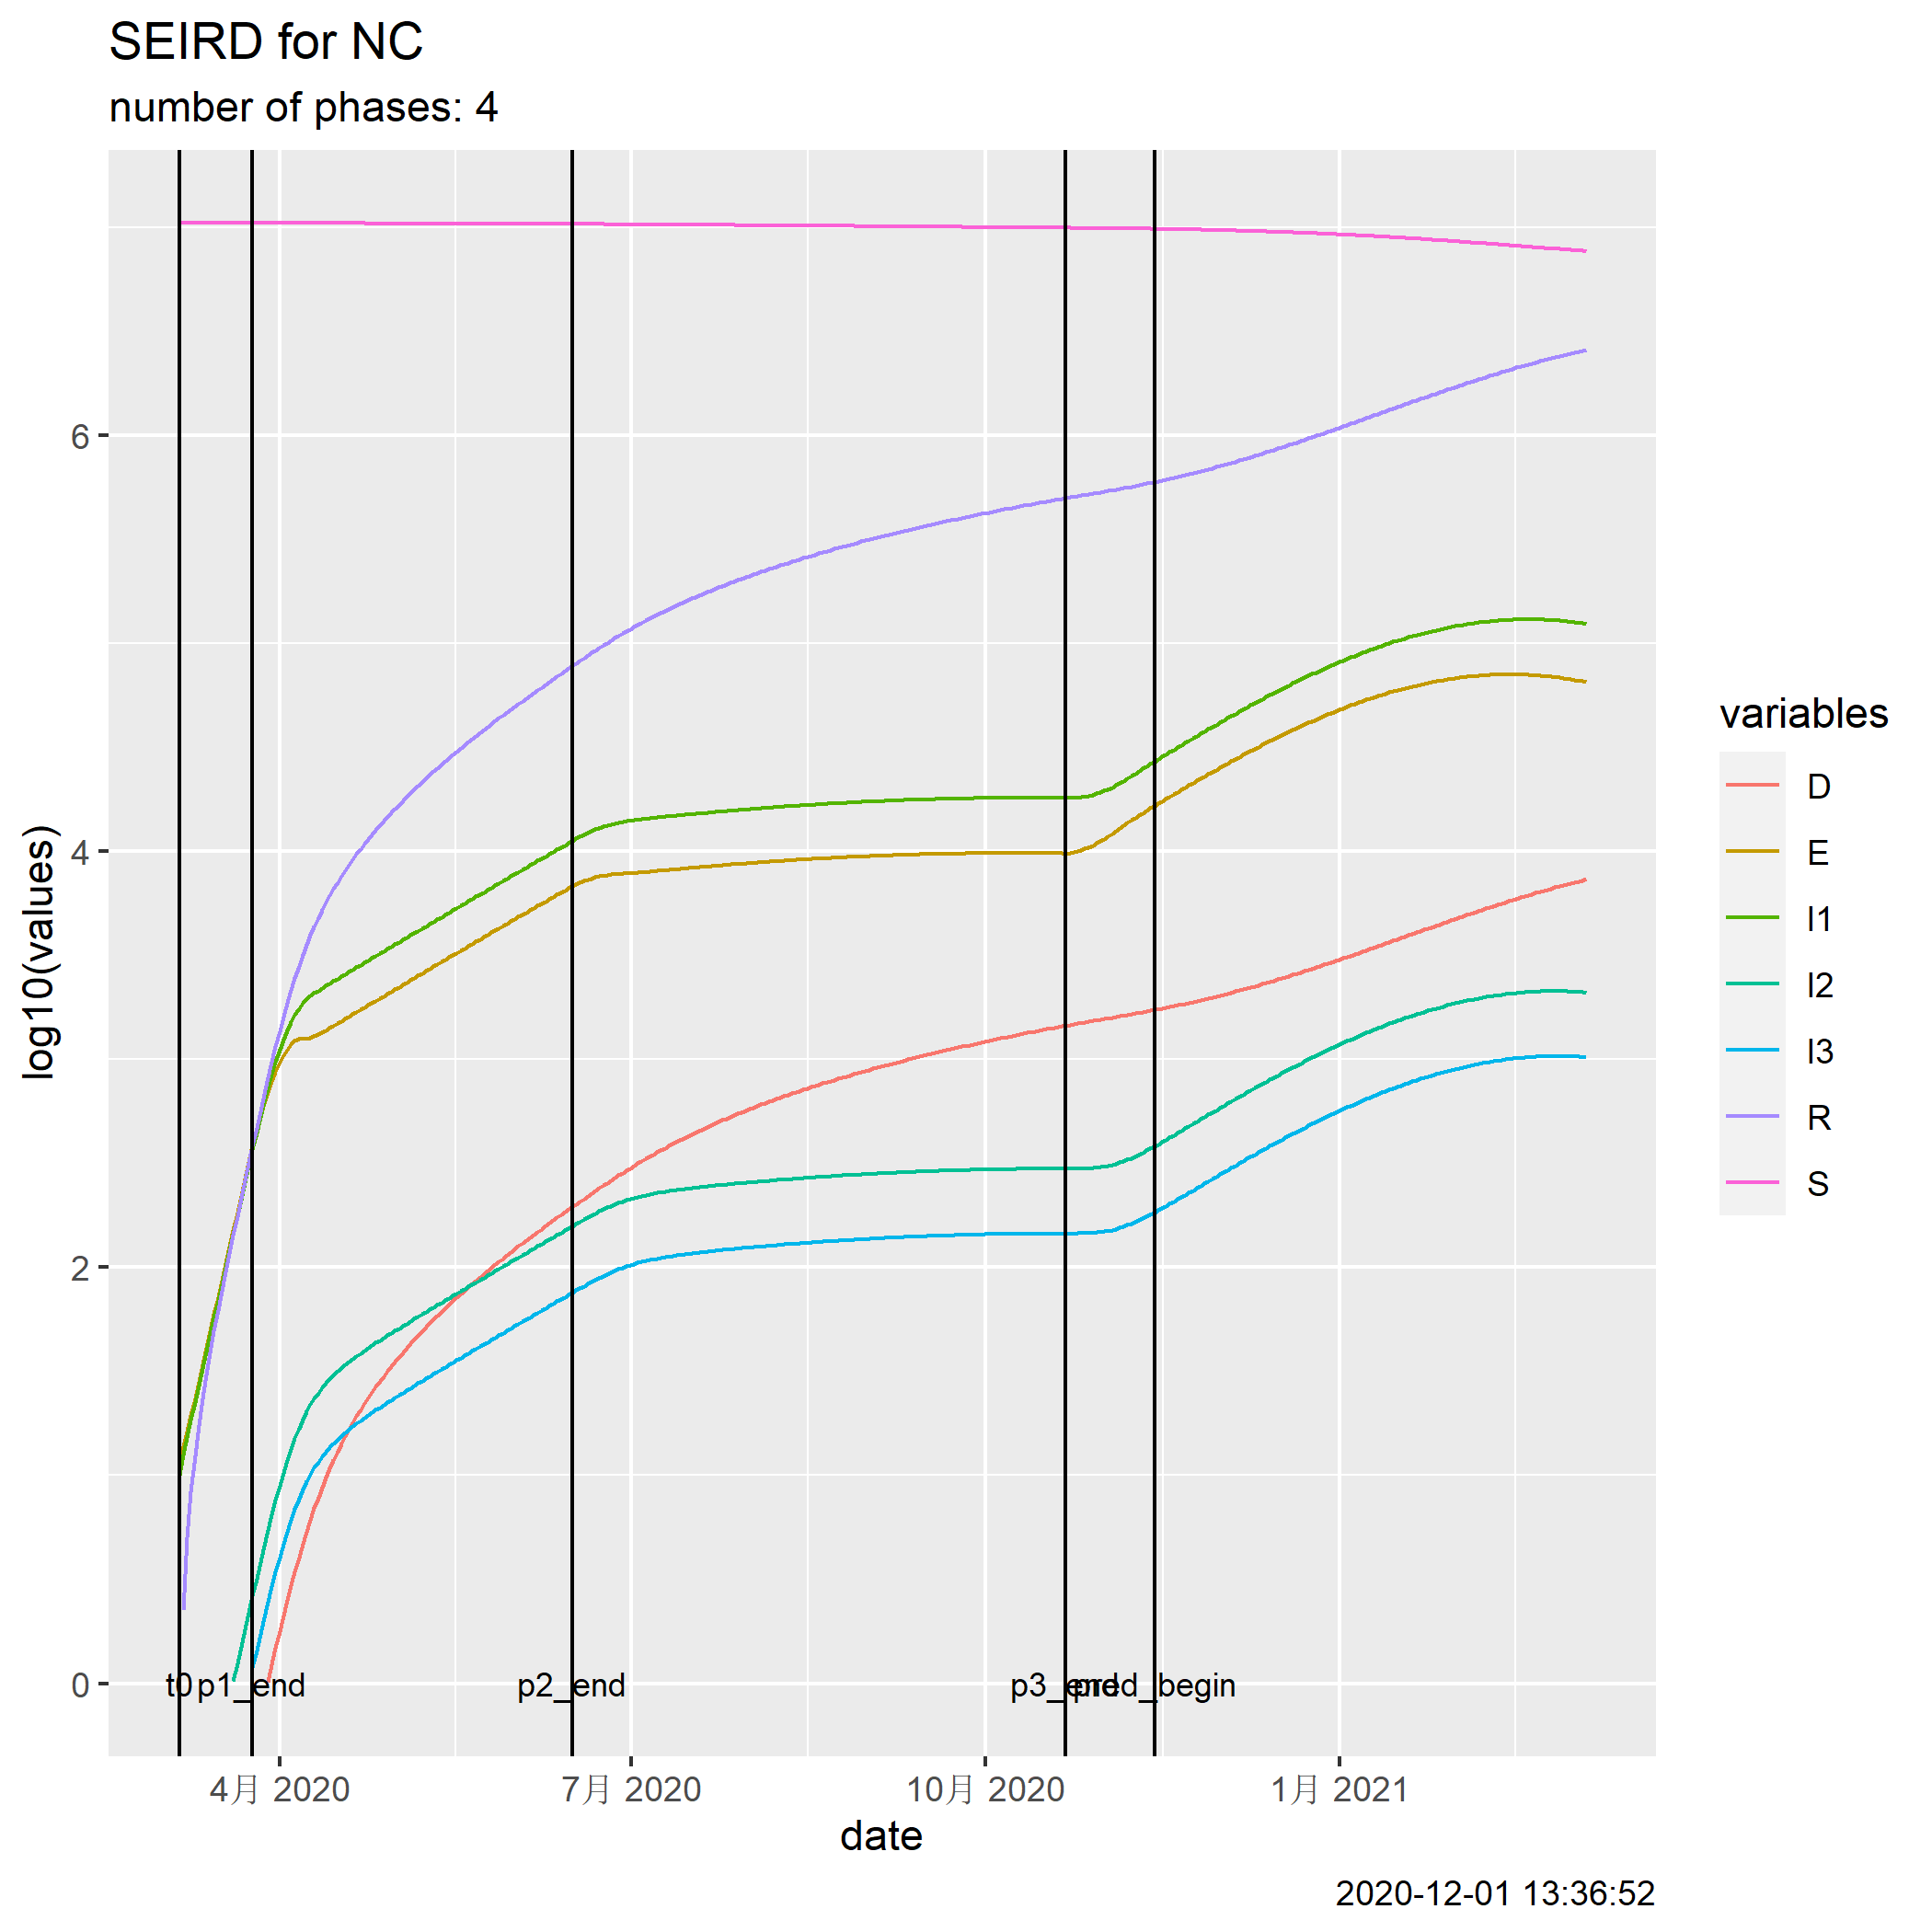 SEIRD for NC
number of phases: 4
log10(values)
6
4
2
0
t0 p1_end p2_end p3_end pred_begin
4月 2020 7月 2020 10月 2020 1月 2021
date
variables
D
E
I1
I2
I3
R
S
2020-12-01 13:36:52